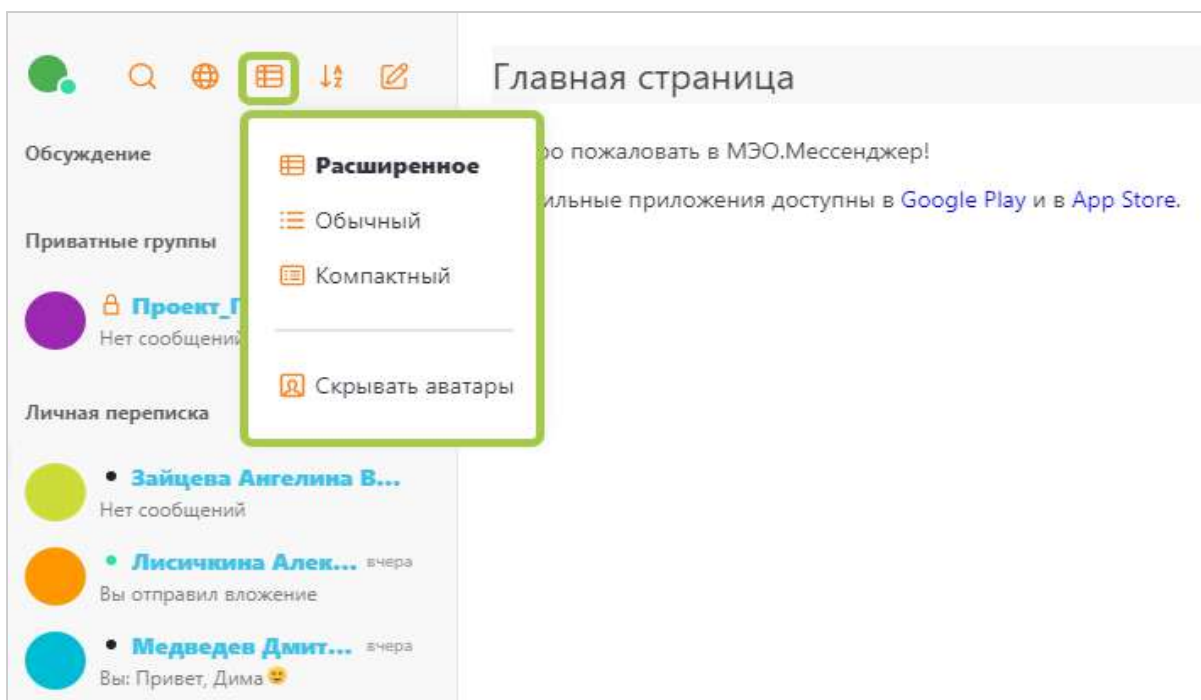 Главная страница
Обсуждение
Расширенное
ро пожаловать в МЭО.Мессенджер!
Обычный
ильные приложения доступны в Google Play и в App Store.
Приватные группы
Компактный
Проект_Г
Нет сообщений
Скрывать аватары
Личная переписка
Зайцева Ангелина В...
Нет сообщений
Лисичкина Алек... вчера
Вы отправил вложение
Медведев Дмит... вчера
Вы: Привет, Дима